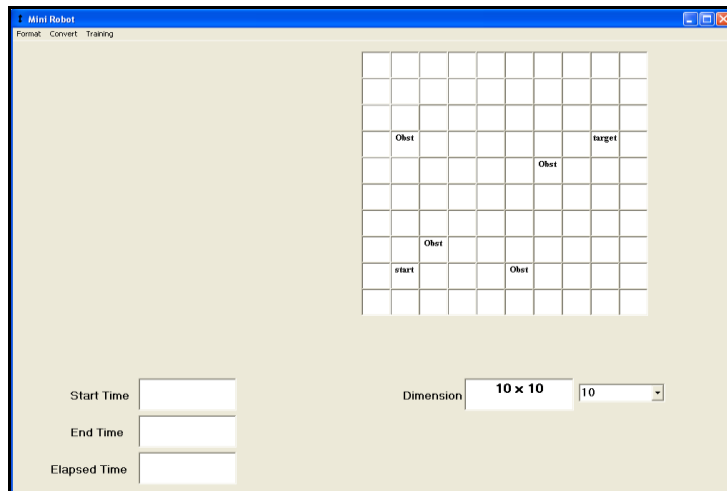 Mini Robot
Format Convert Training
Obst target
Obst
Obst
start Obst
Start Time
Dimension 10 x 10 10
End Time
Elapsed Time